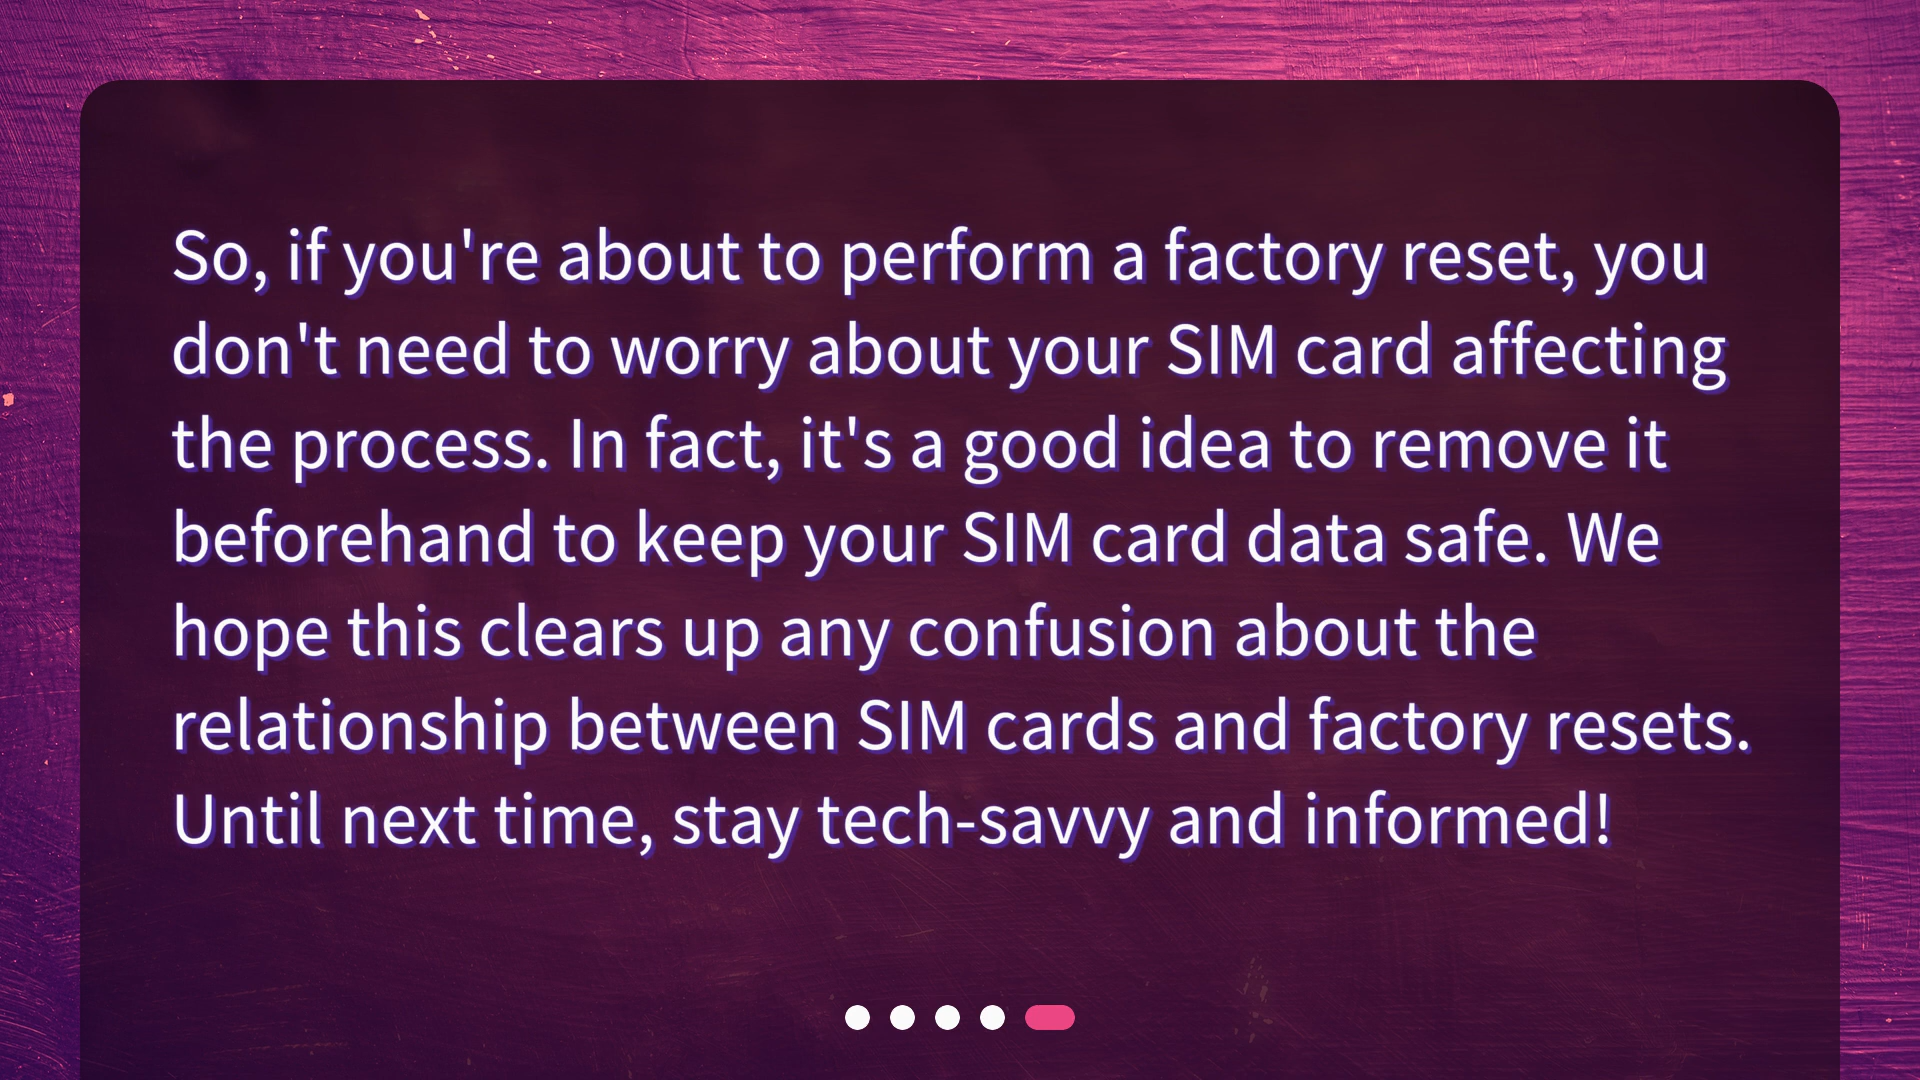 So, if you're about to perform a factory reset, you
don't need to worry about your SIM card affecting
the process. In fact, it's a good idea to remove it
beforehand to keep your SIM card data safe. We
hope this clears up any confusion about the
relationship between SIM cards and factory resets.
Until next time, stay tech-savvy and informed!